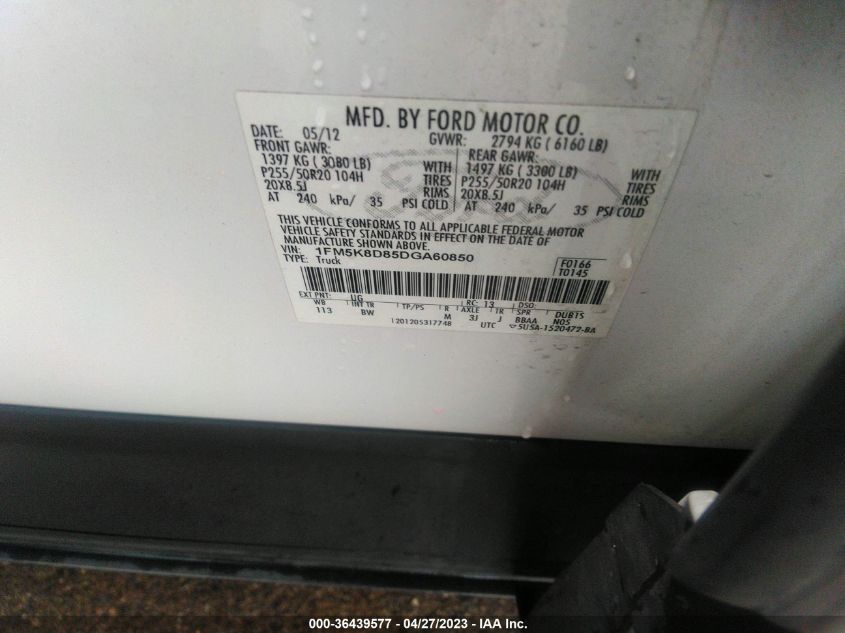 MFD. BY FORD MOTOR CO.
DATE: 05/12 GVWR: 2794 KG ( 6160 LB)
FRONT GAWR: REAR GAWR:
1397 KG ( 3080 LB) WITH 1497 KG ( 3300 LB) WITH
P255/50R20 104H TIRES P255/50R20 104H TIRES
20X8.5J RIMS 20X8.5J RIMS
AT 240 kPa/ 35 PSI COLD AT 240 kPa/ 35 PSI COLD
THIS VEHICLE CONFORMS TO ALL APPLICABLE FEDERAL MOTOR
VEHICLE SAFETY STANDARDS IN EFFECT ON THE DATE OF
MANUFACTURE SHOWN ABOVE.
VIN: 1FM5K8D85DGA60850 F0166
TYPE: Truck T0145
EXT PNT: UG RC: 13 DSO:
WB INT TR TP/PS R AXLE TR SPR DUB15
113 BW M 3J J BBAA N05
1201205317748 UTC 5U5A-1520472-BA
000-36439577 - 04/27/2023 - IAA Inc.